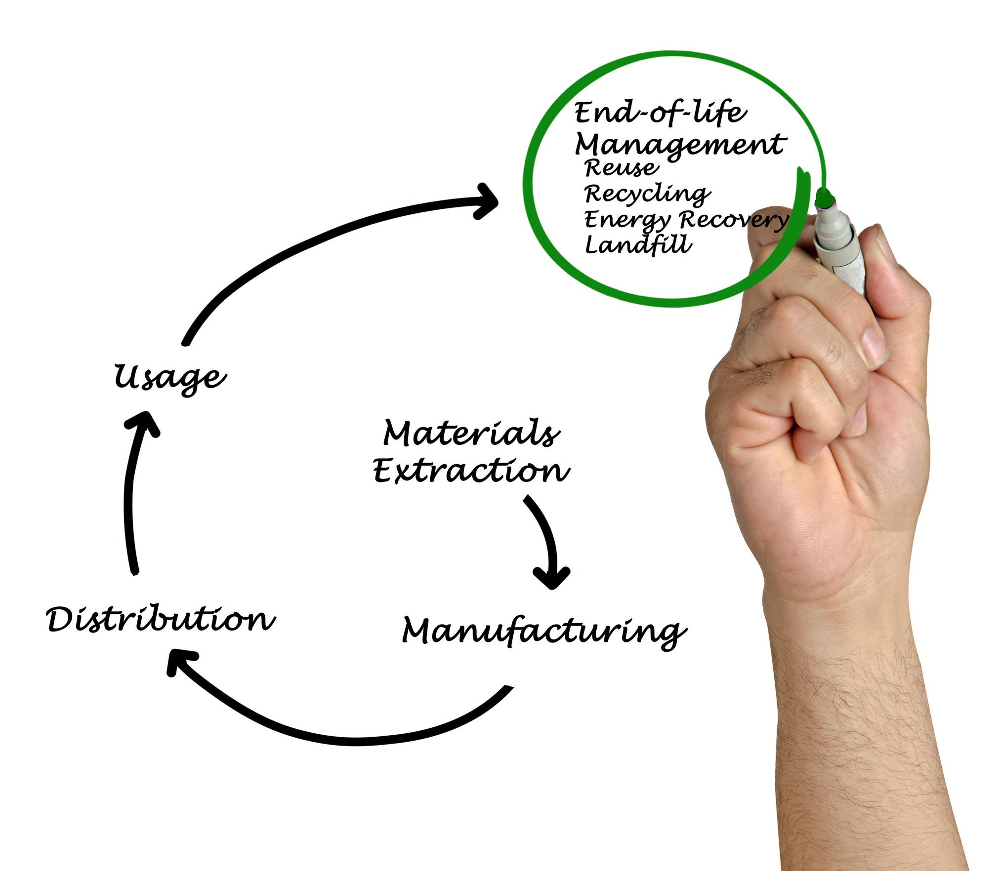 End-of-life
Management
Reuse
Recycling
Energy Recovery
Landfill
Usage
Materials
Extraction
Distribution
Manufacturing